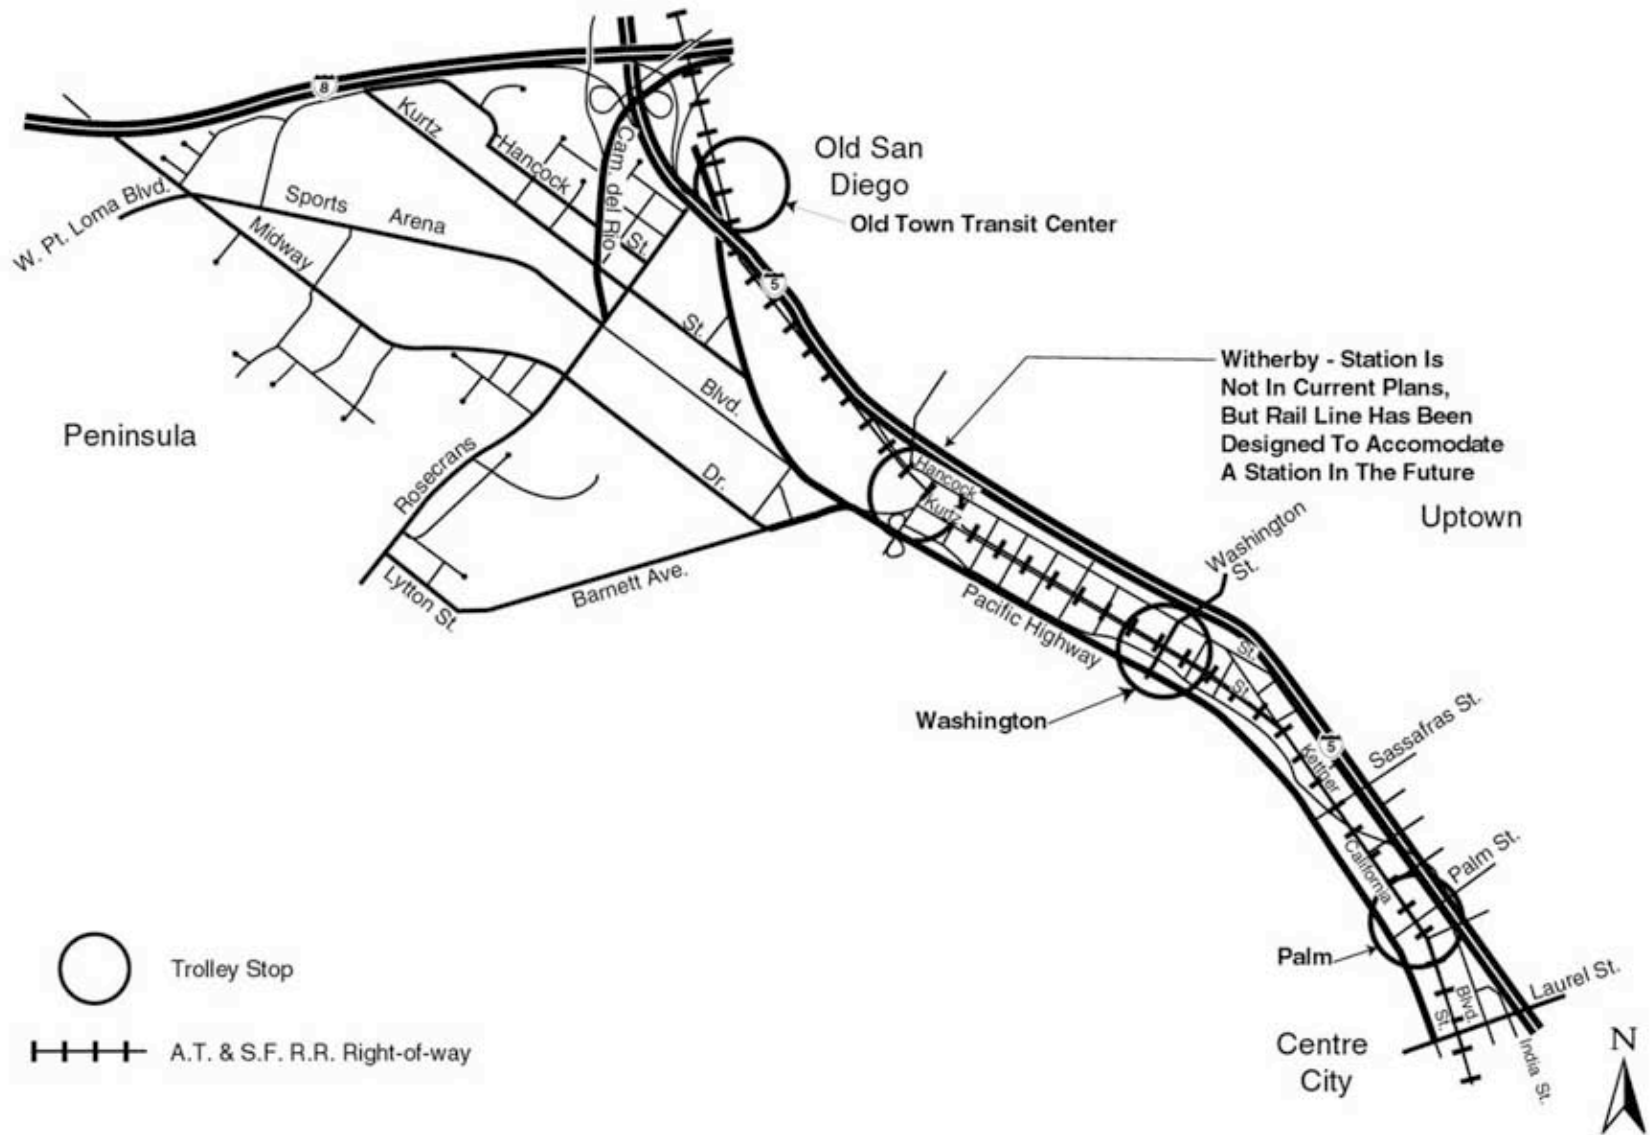 8
Kurtz
Hancock
Cam. del Rio
Old San
Diego
Old Town Transit Center
W. Pt. Loma Blvd.
Sports Arena
Midway
St.
5
St.
Blvd.
Witherby - Station Is
Not In Current Plans,
But Rail Line Has Been
Designed To Accomodate
A Station In The Future
Peninsula
Rosecrans
Dr.
Hancock
Kurtz
Uptown
Washington
St.
Lytton St.
Barnett Ave.
Pacific Highway
St.
St.
Washington
5
Sassafras St.
Kettner
California
Palm St.
Palm
Trolley Stop
Laurel St.
Blvd.
St.
A.T. & S.F. R.R. Right-of-way
Centre
City
India St.
N